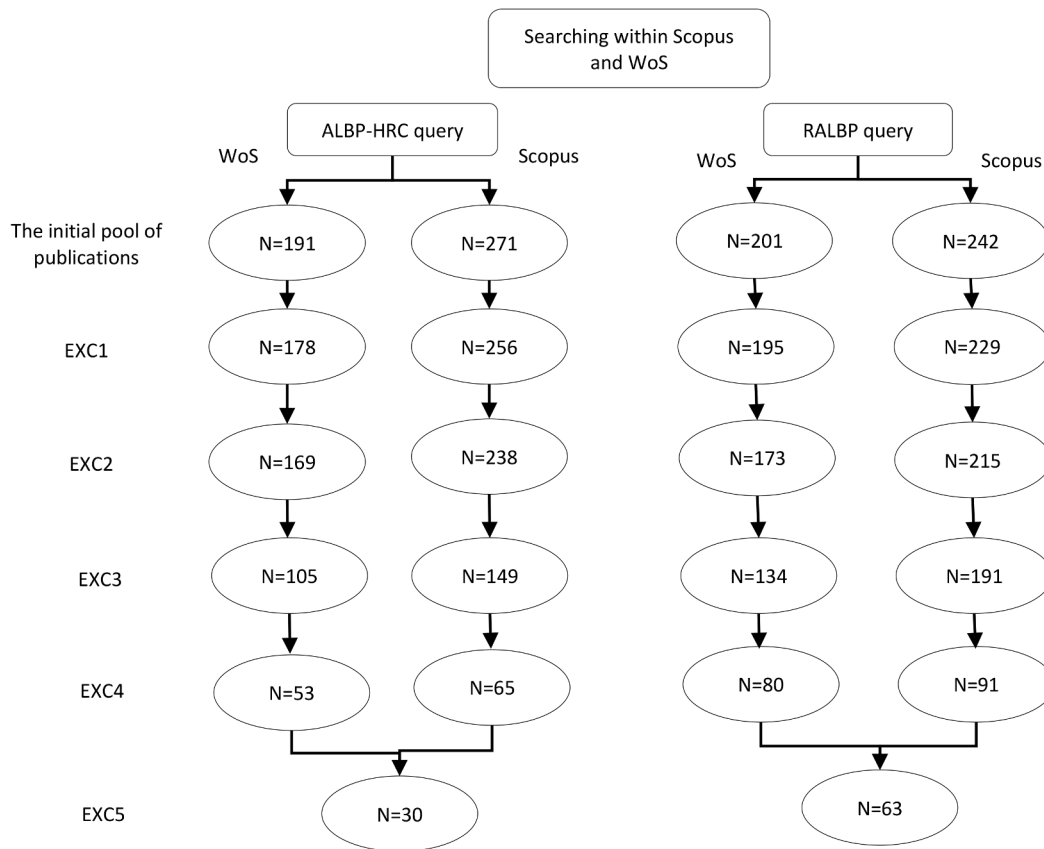 Searching within Scopus
and WoS
ALBP-HRC query
RALBP query
WoS
Scopus
WoS
Scopus
The initial pool of
publications
N=191
N=271
N=201
N=242
EXC1
N=178
N=256
N=195
N=229
EXC2
N=169
N=238
N=173
N=215
EXC3
N=105
N=149
N=134
N=191
EXC4
N=53
N=65
N=80
N=91
EXC5
N=30
N=63